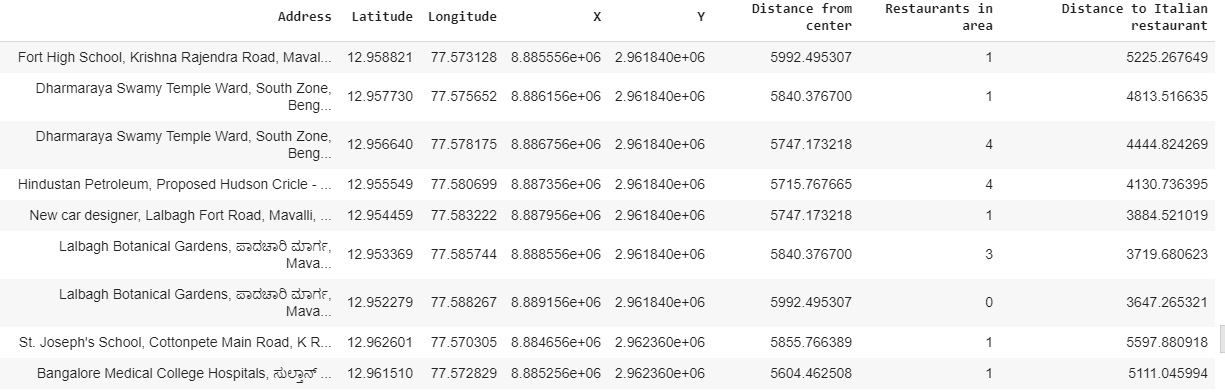 Address Latitude Longitude X Y Distance from center Restaurants in area Distance to Italian restaurant
Fort High School, Krishna Rajendra Road, Maval... 12.958821 77.573128 8.885556e+06 2.961840e+06 5992.495307 1 5225.267649
Dharmaraya Swamy Temple Ward, South Zone, Beng... 12.957730 77.575652 8.886156e+06 2.961840e+06 5840.376700 1 4813.516635
Dharmaraya Swamy Temple Ward, South Zone, Beng... 12.956640 77.578175 8.886756e+06 2.961840e+06 5747.173218 4 4444.824269
Hindustan Petroleum, Proposed Hudson Cricle - ... 12.955549 77.580699 8.887356e+06 2.961840e+06 5715.767665 4 4130.736395
New car designer, Lalbagh Fort Road, Mavalli, ... 12.954459 77.583222 8.887956e+06 2.961840e+06 5747.173218 1 3884.521019
Lalbagh Botanical Gardens, ಪಾದಚಾರಿ ಮಾರ್ಗ, Mava... 12.953369 77.585744 8.888556e+06 2.961840e+06 5840.376700 3 3719.680623
Lalbagh Botanical Gardens, ಪಾದಚಾರಿ ಮಾರ್ಗ, Mava... 12.952279 77.588267 8.889156e+06 2.961840e+06 5992.495307 0 3647.265321
St. Joseph's School, Cottonpete Main Road, K R... 12.962601 77.570305 8.884656e+06 2.962360e+06 5855.766389 1 5597.880918
Bangalore Medical College Hospitals, ಸುಲ್ತಾನ್ ... 12.961510 77.572829 8.885256e+06 2.962360e+06 5604.462508 1 5111.045994